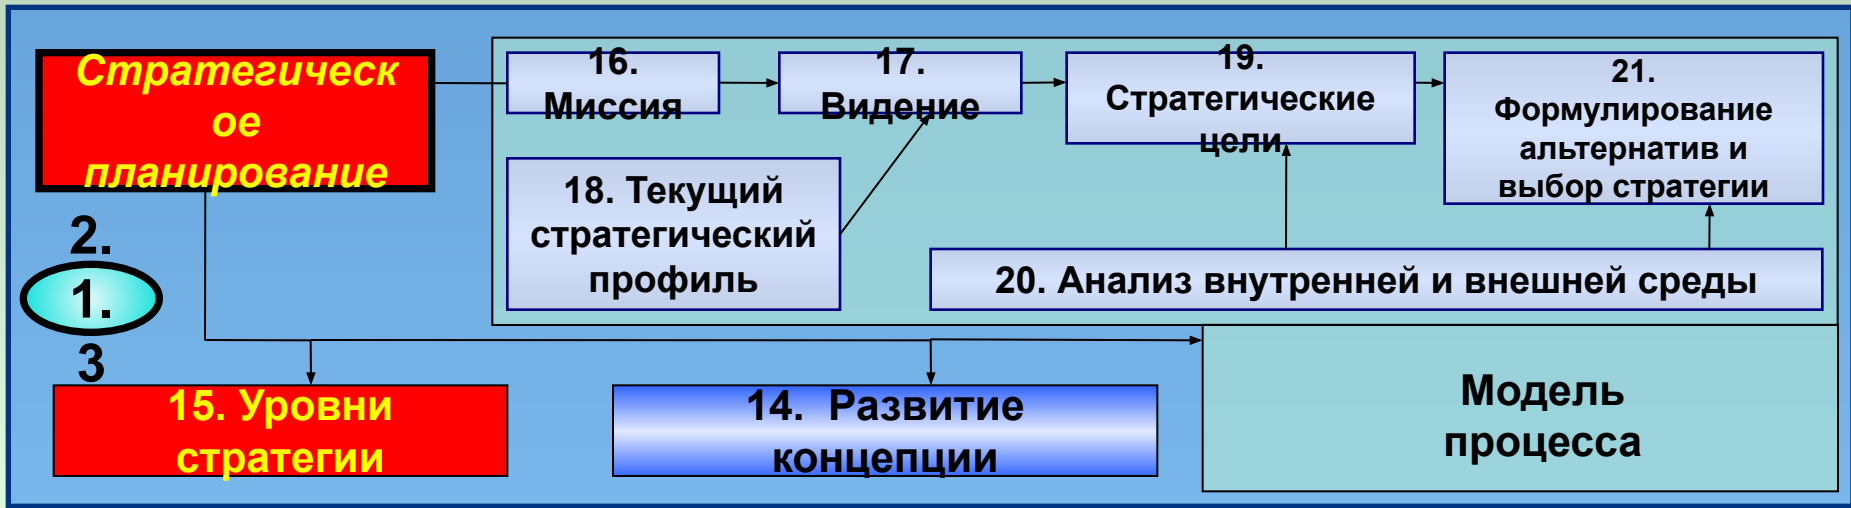 Стратегическ
ое
планирование
16.
Миссия
17.
Видение
19.
Стратегические
цели
21.
Формулирование
альтернатив и
выбор стратегии
18. Текущий
стратегический
профиль
20. Анализ внутренней и внешней среды
2.
1.
3
15. Уровни
стратегии
14. Развитие
концепции
Модель
процесса